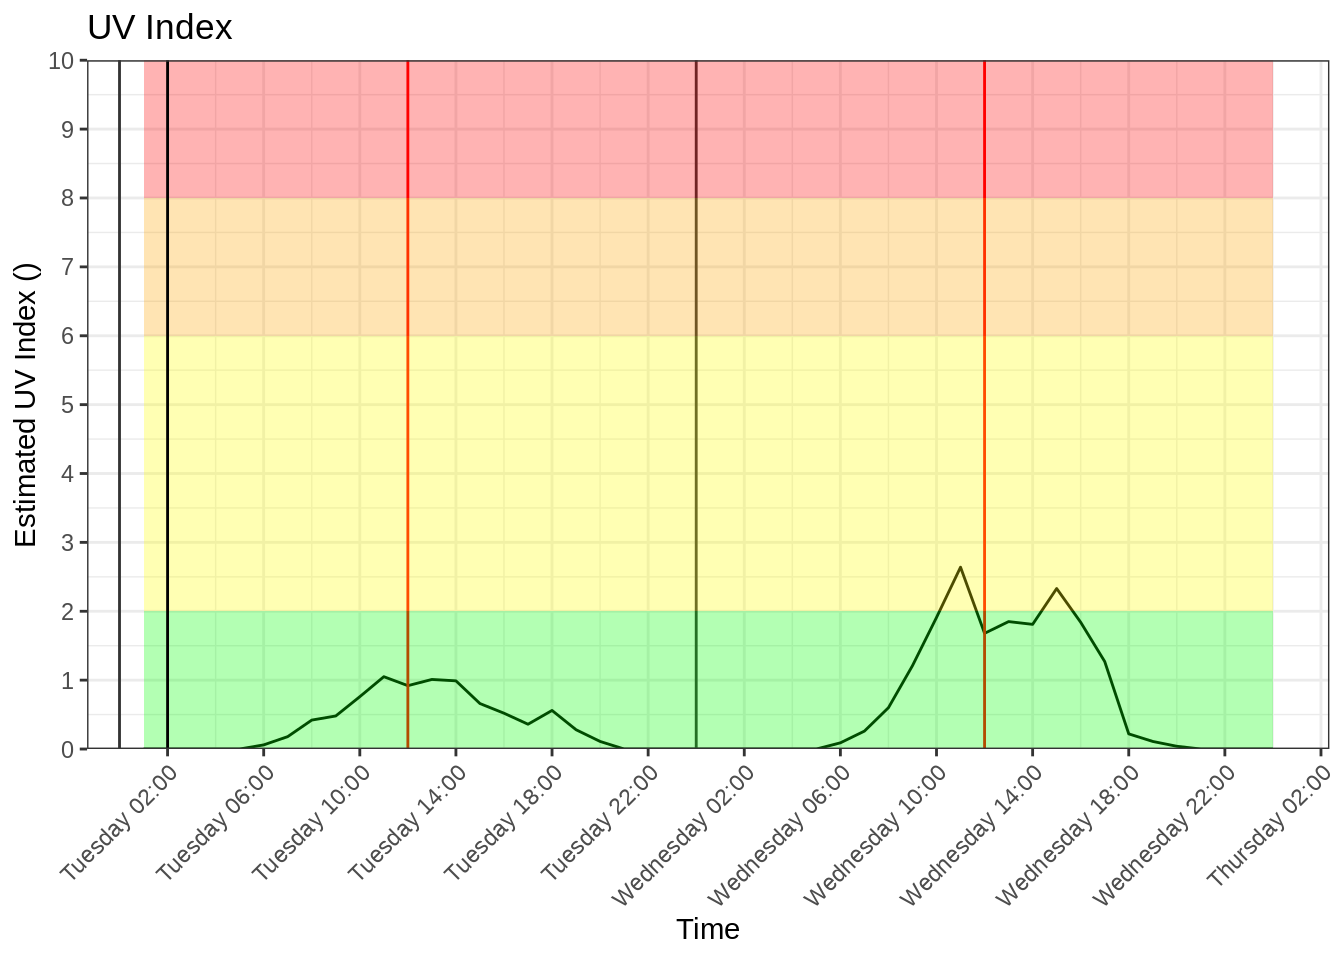 UV Index
Estimated UV Index ()
10
9
8
7
6
5
4
3
2
1
0
Tuesday 02:00
Tuesday 06:00
Tuesday 10:00
Tuesday 14:00
Tuesday 18:00
Tuesday 22:00
Wednesday 02:00
Wednesday 06:00
Wednesday 10:00
Wednesday 14:00
Wednesday 18:00
Wednesday 22:00
Thursday 02:00
Time